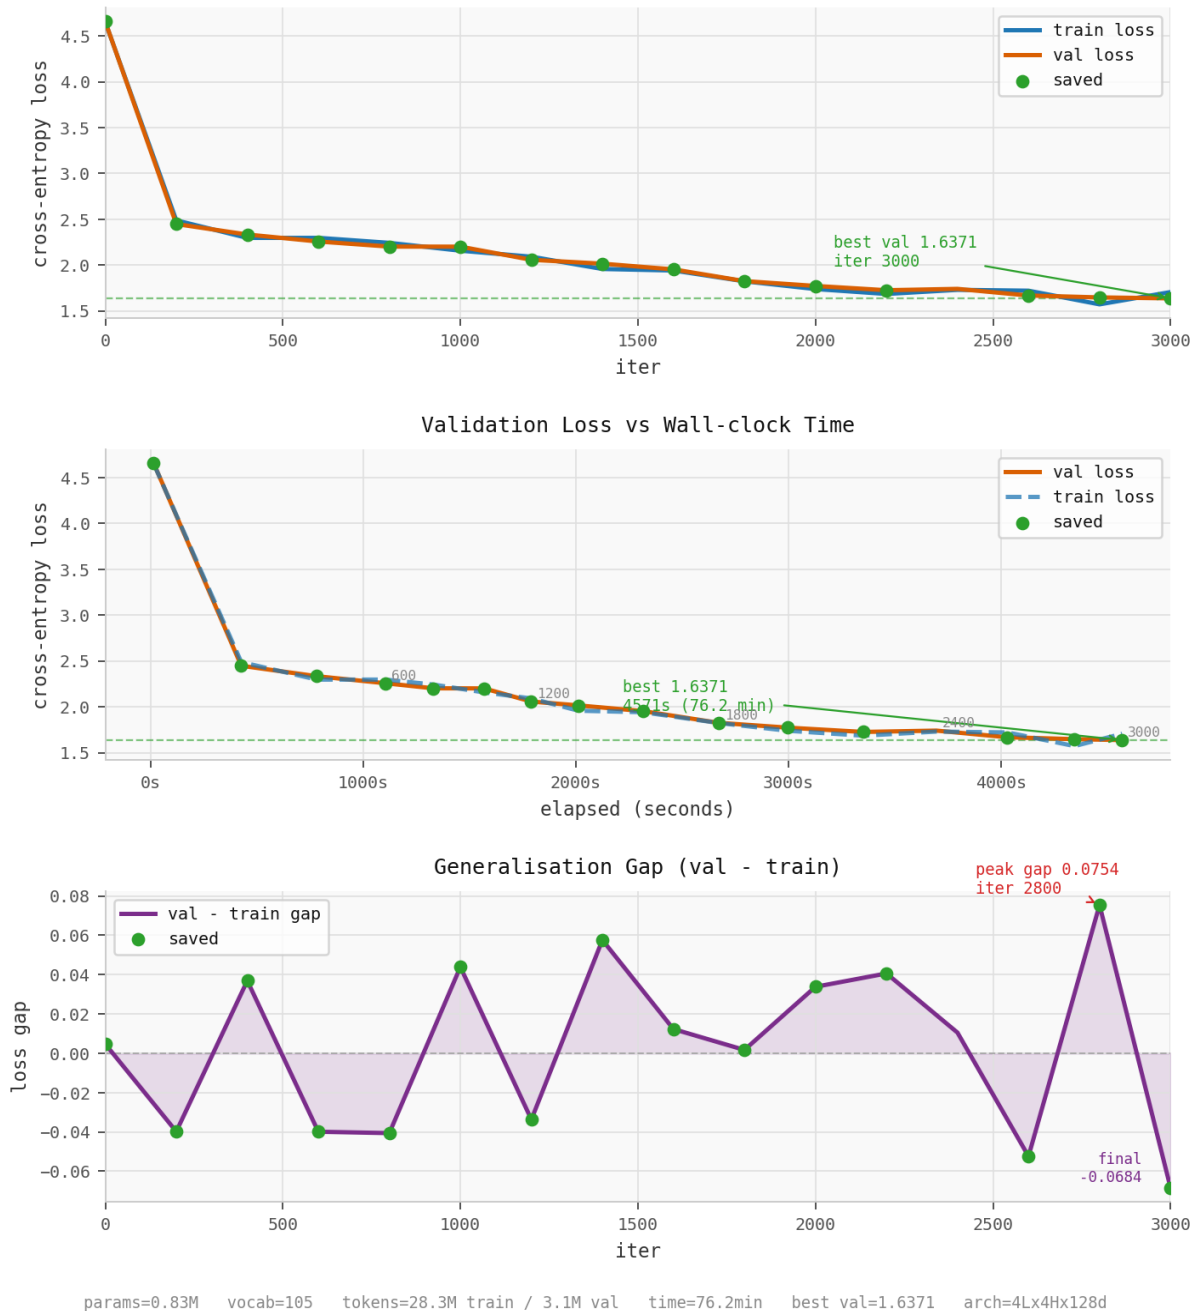 4.5
4.0
3.5
3.0
2.5
2.0
1.5
cross-entropy loss
train loss
val loss
saved
best val 1.6371
iter 3000
0 500 1000 1500 2000 2500 3000
iter
Validation Loss vs Wall-clock Time
4.5
4.0
3.5
3.0
2.5
2.0
1.5
cross-entropy loss
val loss
train loss
saved
600
1200
best 1.6371
4571s (76.2 min)
1800
2400
3000
0s 1000s 2000s 3000s 4000s
elapsed (seconds)
Generalisation Gap (val - train)
peak gap 0.0754
iter 2800
0.08
0.06
0.04
0.02
0.00
−0.02
−0.04
−0.06
loss gap
val - train gap
saved
final
-0.0684
0 500 1000 1500 2000 2500 3000
iter
params=0.83M vocab=105 tokens=28.3M train / 3.1M val time=76.2min best val=1.6371 arch=4Lx4Hx128d